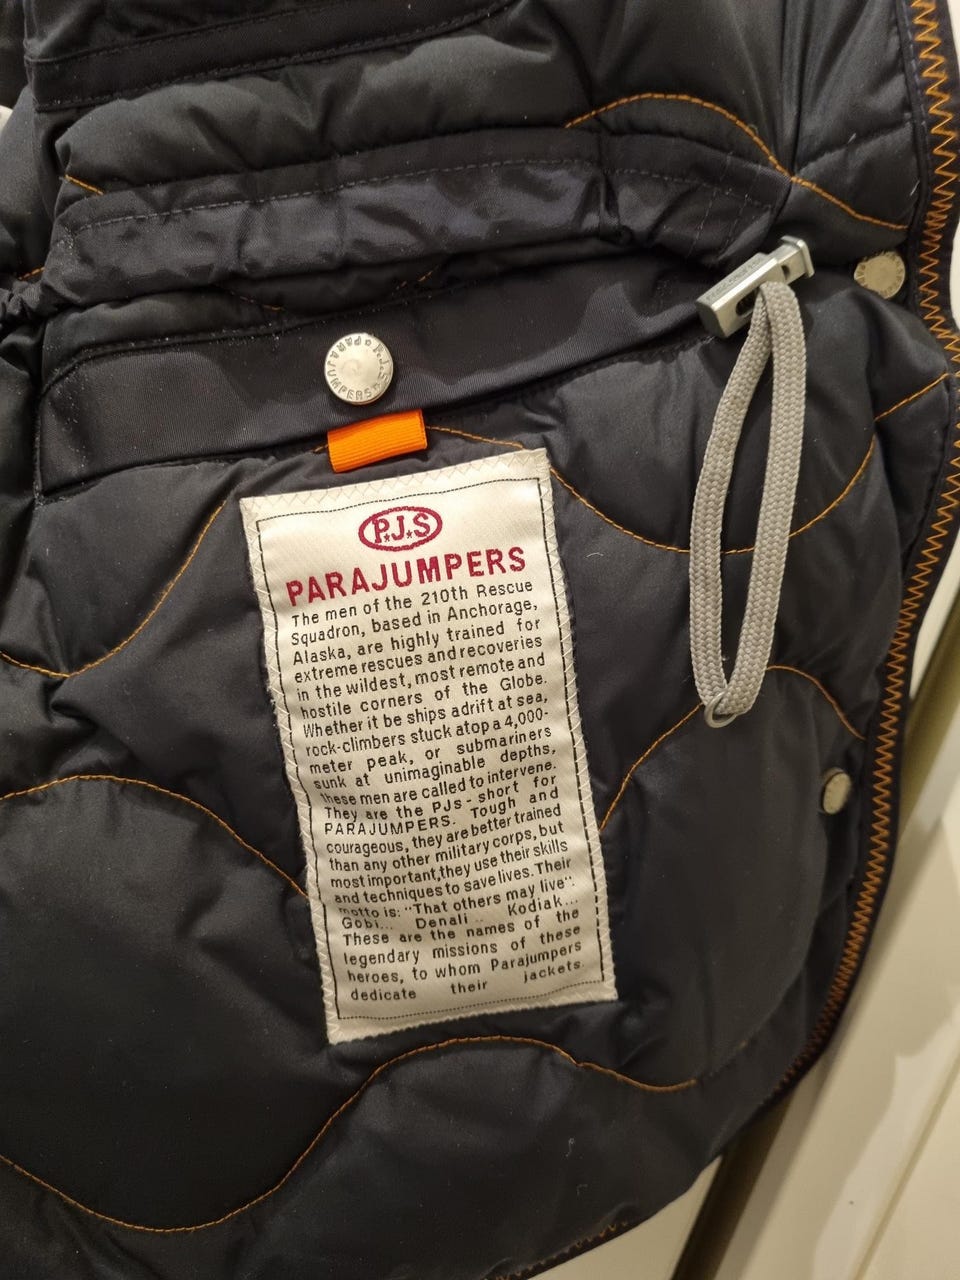 PARAJUMPERS P.J.S
P.J.S
PARAJUMPERS
The men of the 210th Rescue
Squadron, based in Anchorage,
Alaska, are highly trained for
extreme rescues and recoveries
in the wildest, most remote and
hostile corners of the Globe.
Whether it be ships adrift at sea,
rock-climbers stuck atop a 4,000-
meter peak, or submariners
sunk at unimaginable depths,
these men are called to intervene.
They are the PJs - short for
PARAJUMPERS. Tough and
courageous, they are better trained
than any other military corps, but
most important,they use their skills
and techniques to save lives. Their
motto is: "That others may live".
Gobi... Denali .. Kodiak...
These are the names of the
legendary missions of these
heroes, to whom Parajumpers
dedicate their jackets.